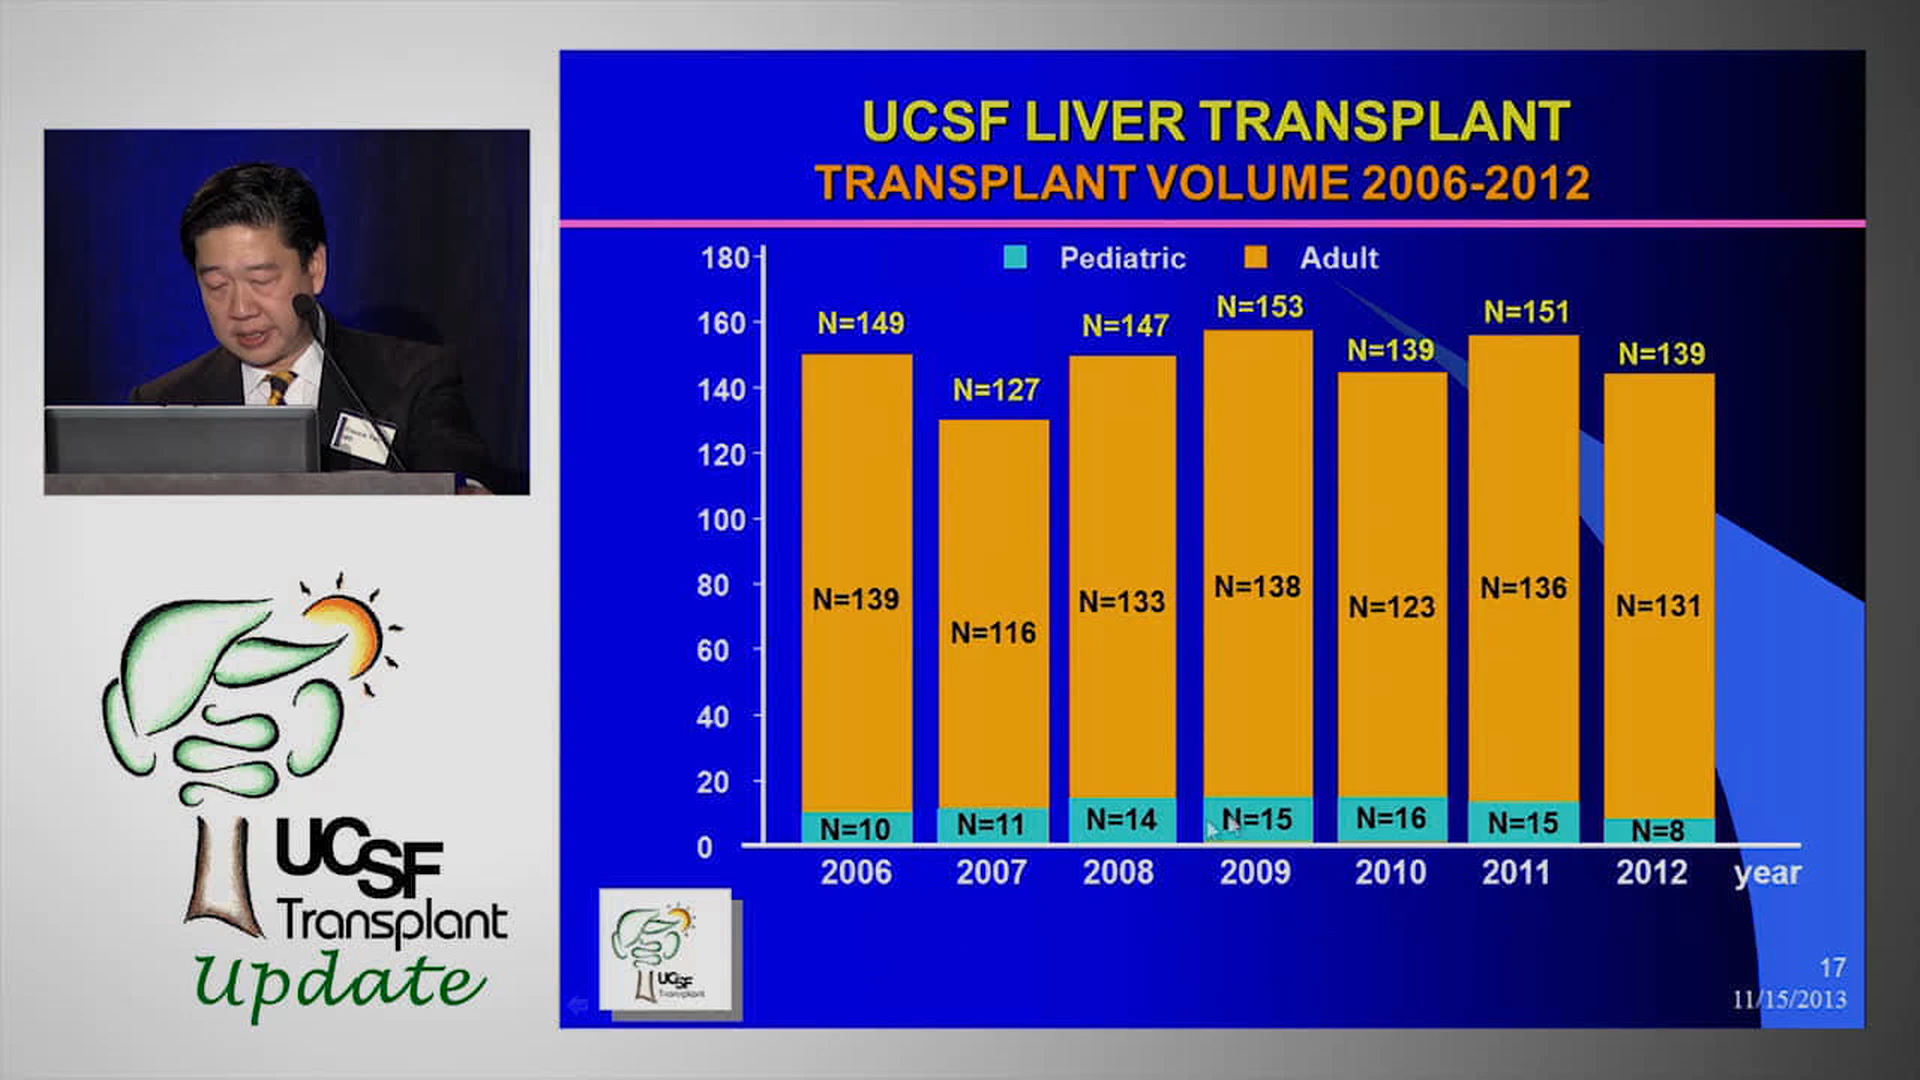 UCSF LIVER TRANSPLANT
TRANSPLANT VOLUME 2006-2012
Pediatric Adult
180
160
140
120
100
80
60
40
20
0
N=149
N=127
N=147
N=153
N=139
N=151
N=139
N=139
N=116
N=133
N=138
N=123
N=136
N=131
N=10
N=11
N=14
N=15
N=16
N=15
N=8
2006 2007 2008 2009 2010 2011 2012 year
UCSF
Transplant
Update
UCSF
Transplant
17
11/15/2013